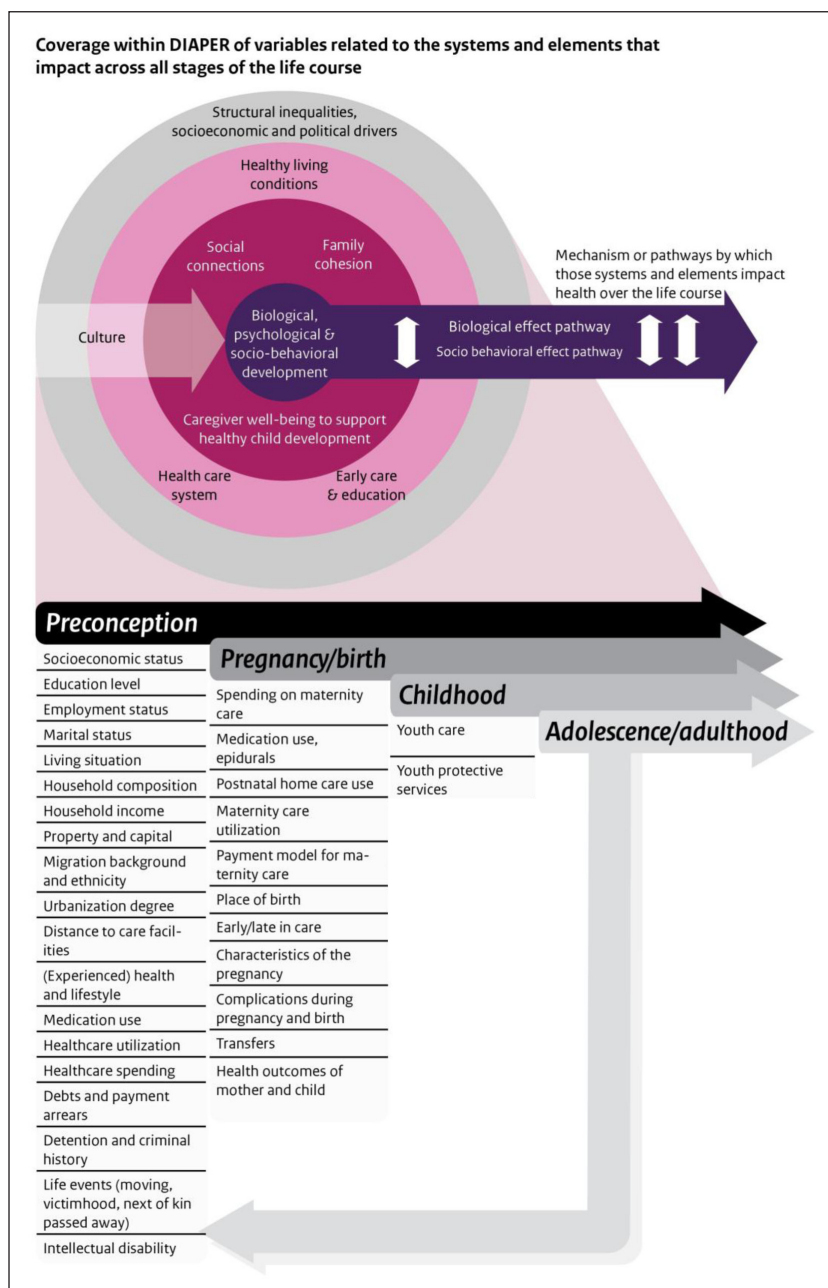 Coverage within DIAPER of variables related to the systems and elements that
impact across all stages of the life course
Structural inequalities,
socioeconomic and political drivers
Healthy living
conditions
Social
connections
Family
cohesion
Mechanism or pathways by which
those systems and elements impact
health over the life course
Culture
Biological,
psychological &
socio-behavioral
development
Biological effect pathway
Socio behavioral effect pathway
Caregiver well-being to support
healthy child development
Health care
system
Early care
& education
Preconception
Socioeconomic status
Education level
Employment status
Marital status
Living situation
Household composition
Household income
Property and capital
Migration background
and ethnicity
Urbanization degree
Distance to care facil-
ities
(Experienced) health
and lifestyle
Medication use
Healthcare utilization
Healthcare spending
Debts and payment
arrears
Detention and criminal
history
Life events (moving,
victimhood, next of kin
passed away)
Intellectual disability
Pregnancy/birth
Spending on maternity
care
Medication use,
epidurals
Postnatal home care use
Maternity care
utilization
Payment model for ma-
ternity care
Place of birth
Early/late in care
Characteristics of the
pregnancy
Complications during
pregnancy and birth
Transfers
Health outcomes of
mother and child
Childhood
Youth care
Youth protective
services
Adolescence/adulthood